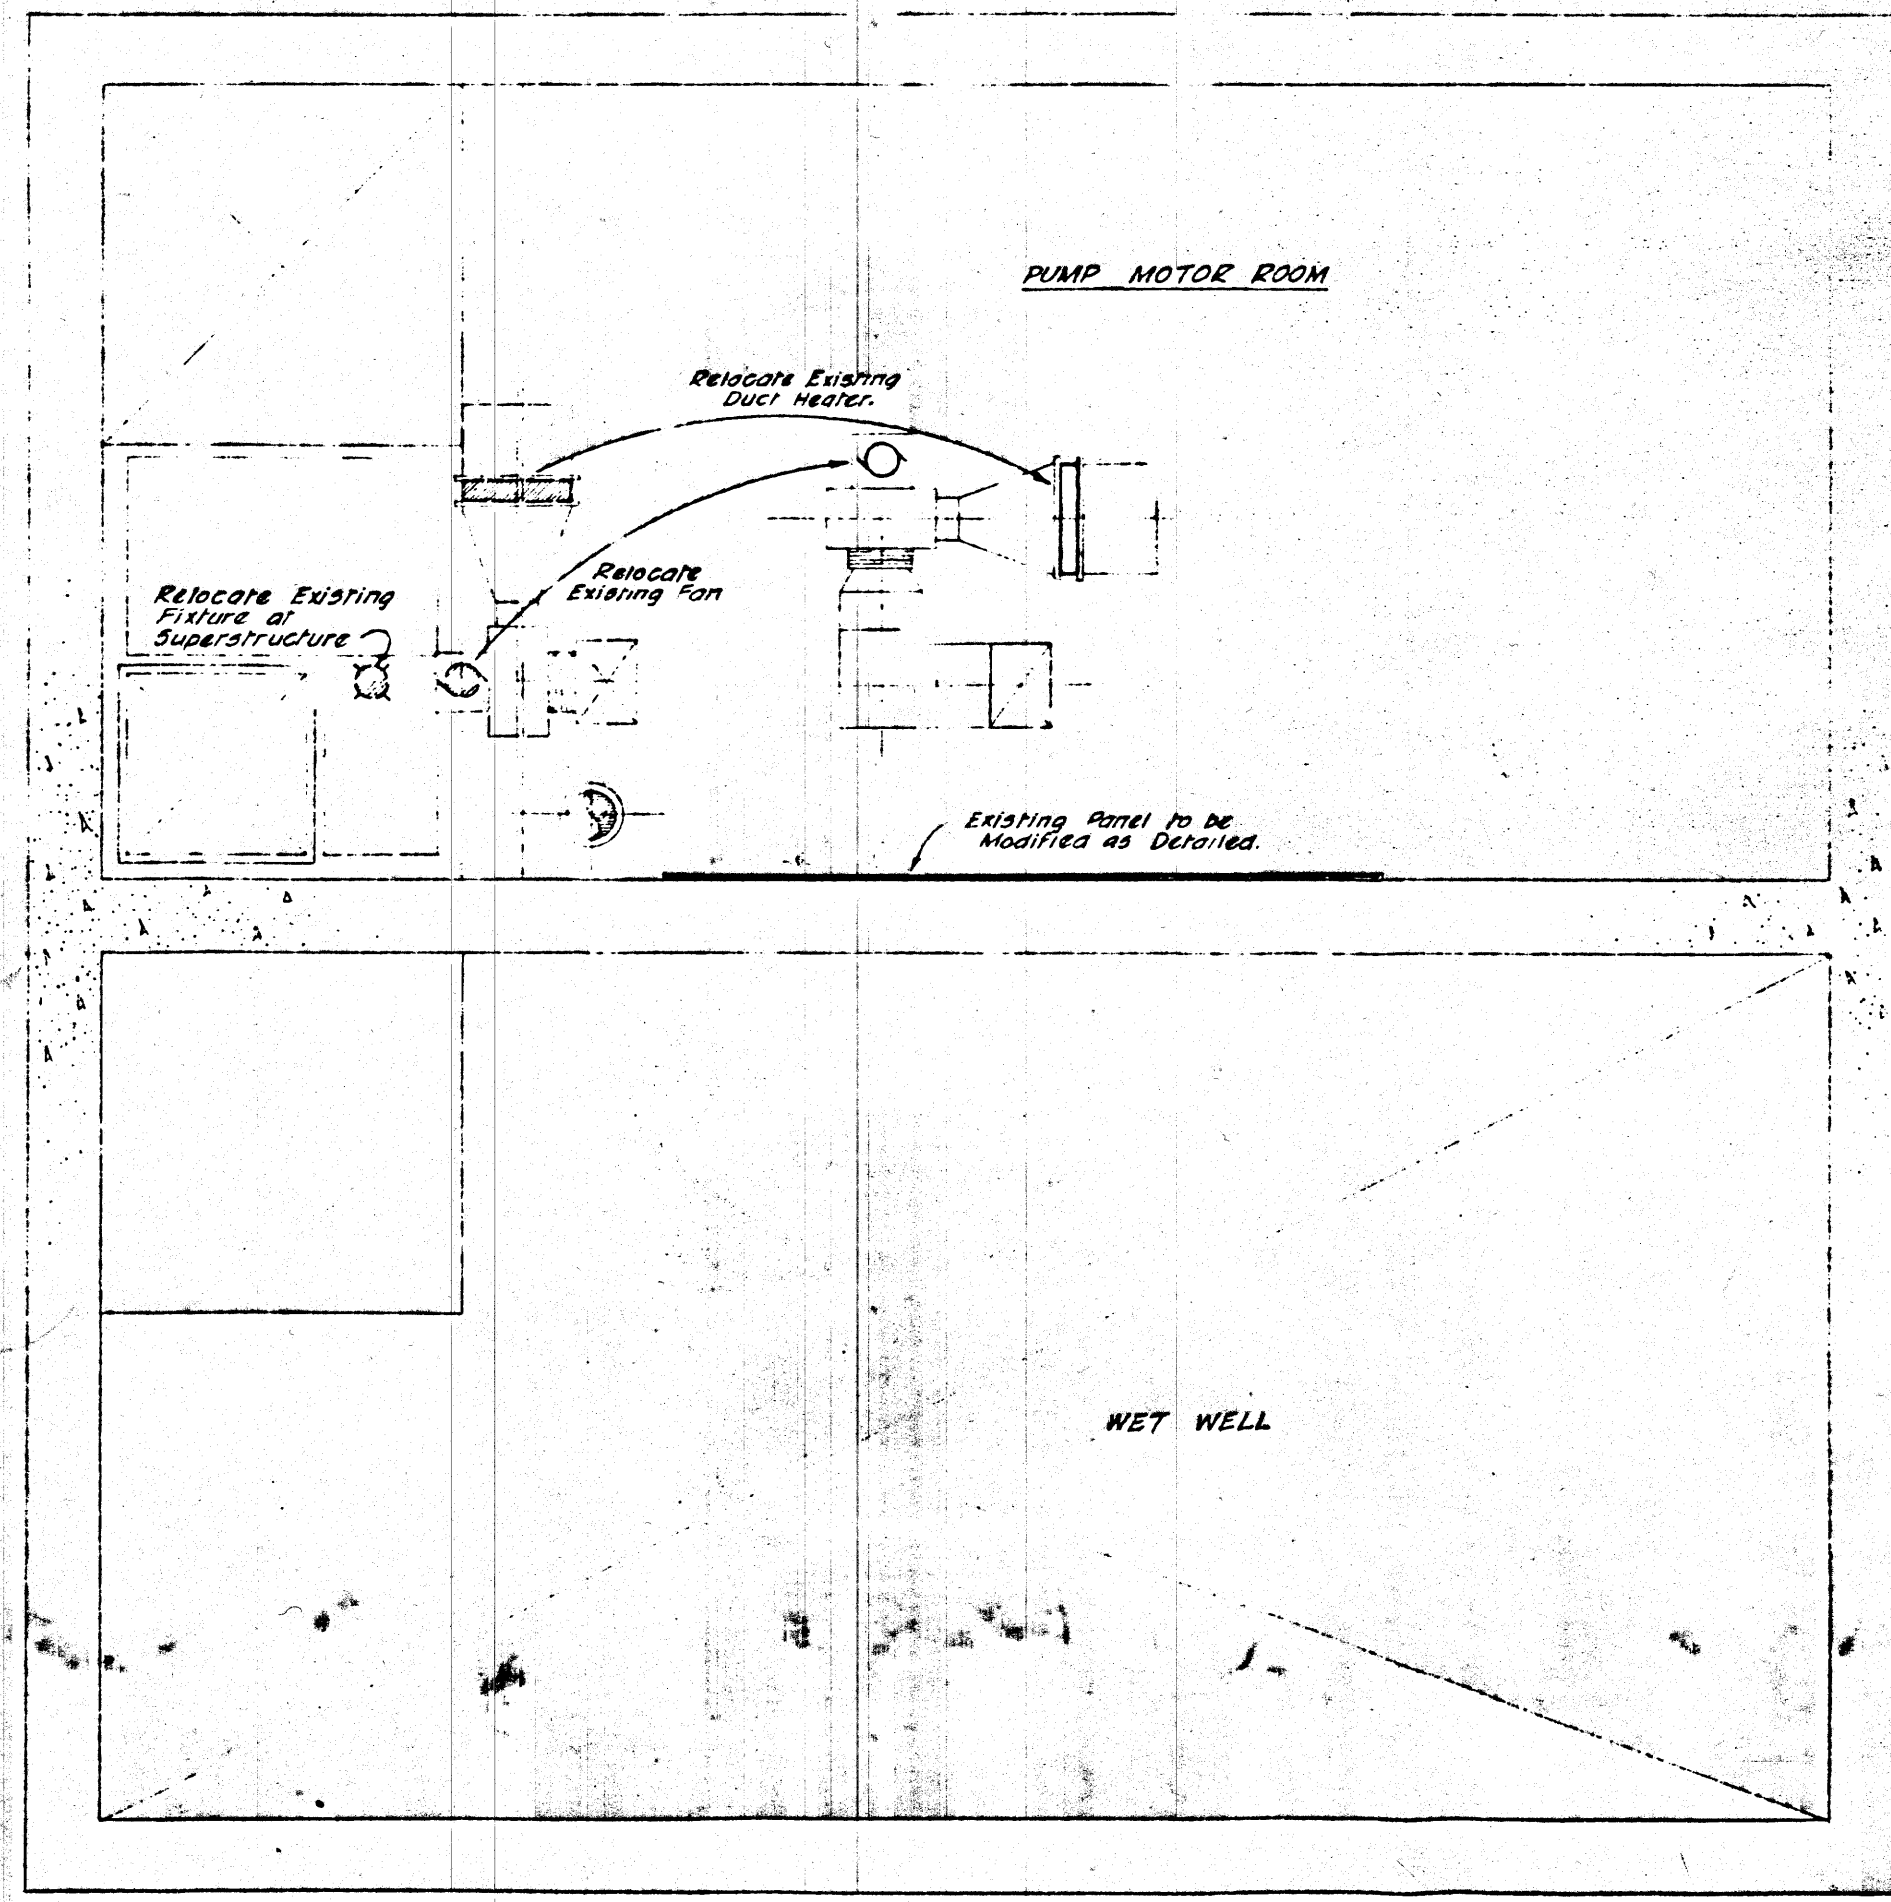 PUMP MOTOR ROOM
Relocate Existing
Duct Heater.
Relocate
Existing Fan
Relocate Existing
Fixture at
Superstructure
Existing Panel to be
Modified as Detailed.
WET WELL